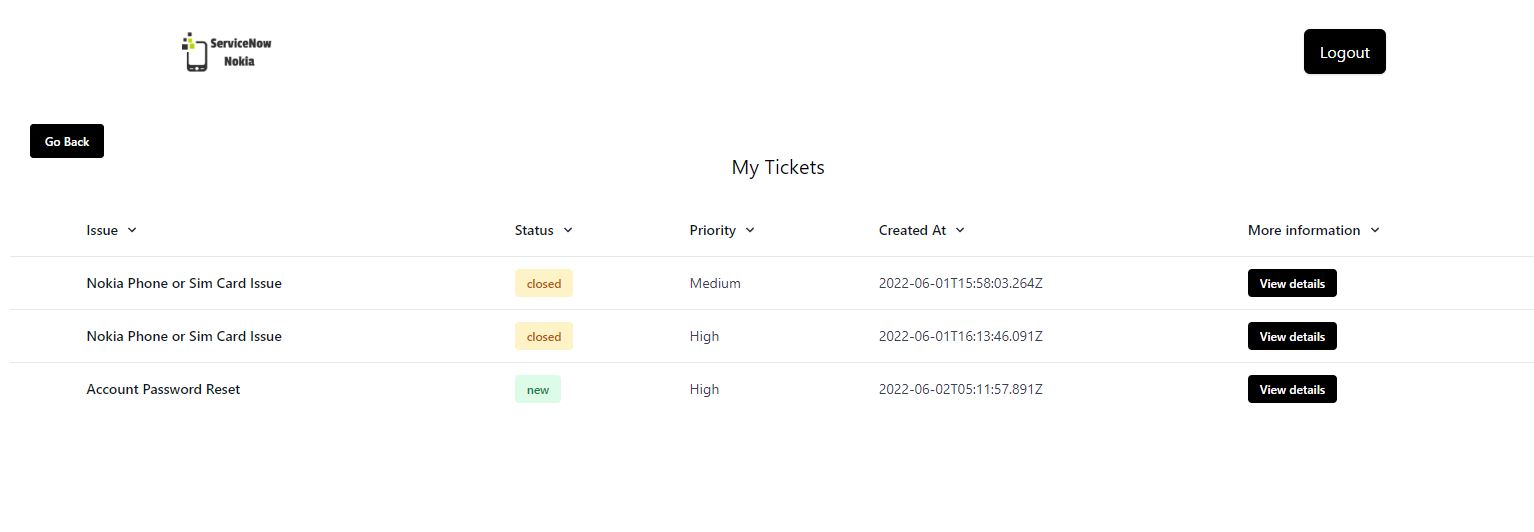 ServiceNow
Nokia
Logout
Go Back
My Tickets
Issue Status Priority Created At More information
Nokia Phone or Sim Card Issue closed Medium 2022-06-01T15:58:03.264Z View details
Nokia Phone or Sim Card Issue closed High 2022-06-01T16:13:46.091Z View details
Account Password Reset new High 2022-06-02T05:11:57.891Z View details